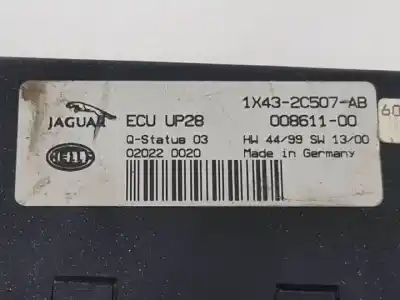 JAGUAR
ECU UP28
1X43-2C507-AB
008611-00
Q-Status 03
HW 44/99 SW 13/00
02022 0020
Made in Germany
60